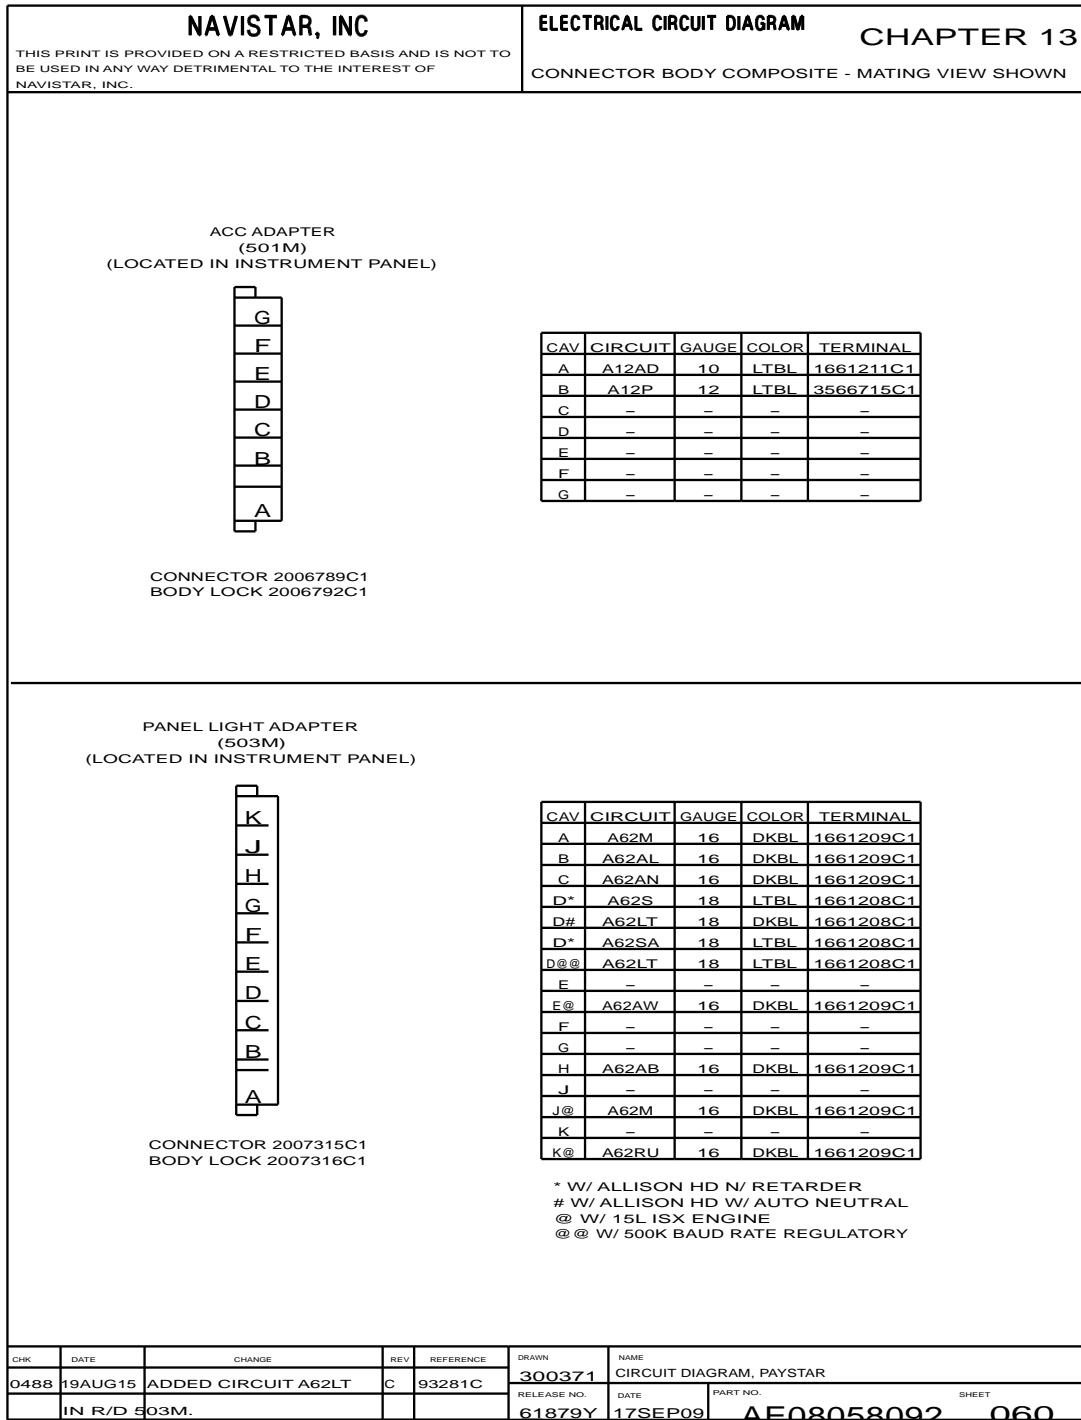 NAVISTAR, INC
THIS PRINT IS PROVIDED ON A RESTRICTED BASIS AND IS NOT TO
BE USED IN ANY WAY DETRIMENTAL TO THE INTEREST OF
NAVISTAR, INC.
ELECTRICAL CIRCUIT DIAGRAM
CHAPTER 13
CONNECTOR BODY COMPOSITE - MATING VIEW SHOWN
ACC ADAPTER
(501M)
(LOCATED IN INSTRUMENT PANEL)
G
F
E
D
C
B
A
CONNECTOR 2006789C1
BODY LOCK 2006792C1
CAV CIRCUIT GAUGE COLOR TERMINAL
A A12AD 10 LTBL 1661211C1
B A12P 12 LTBL 3566715C1
C – – – –
D – – – –
E – – – –
F – – – –
G – – – –
PANEL LIGHT ADAPTER
(503M)
(LOCATED IN INSTRUMENT PANEL)
K
J
H
G
F
E
D
C
B
A
CONNECTOR 2007315C1
BODY LOCK 2007316C1
CAV CIRCUIT GAUGE COLOR TERMINAL
A A62M 16 DKBL 1661209C1
B A62AL 16 DKBL 1661209C1
C A62AN 16 DKBL 1661209C1
D* A62S 18 LTBL 1661208C1
D# A62LT 18 DKBL 1661208C1
D* A62SA 18 LTBL 1661208C1
D@@ A62LT 18 LTBL 1661208C1
E – – – –
E@ A62AW 16 DKBL 1661209C1
F – – – –
G – – – –
H A62AB 16 DKBL 1661209C1
J – – – –
J@ A62M 16 DKBL 1661209C1
K – – – –
K@ A62RU 16 DKBL 1661209C1
* W/ ALLISON HD N/ RETARDER
# W/ ALLISON HD W/ AUTO NEUTRAL
@ W/ 15L ISX ENGINE
@@ W/ 500K BAUD RATE REGULATORY
CHK DATE CHANGE REV REFERENCE
0488 19AUG15 ADDED CIRCUIT A62LT C 93281C
IN R/D 503M.
DRAWN
300371
NAME
CIRCUIT DIAGRAM, PAYSTAR
RELEASE NO.
61879Y
DATE
17SEP09
PART NO.
AE08058092
SHEET
060